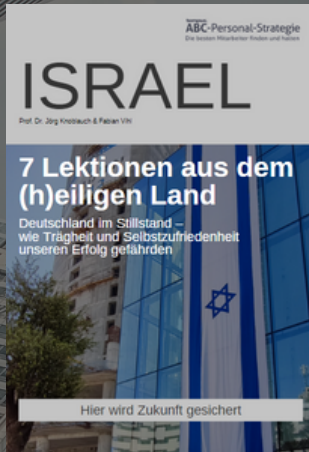 ABC-Personal-Strategie
Die besten Mitarbeiter finden und halten
ISRAEL
Prof. Dr. Jörg Knoblauch & Fabian Vihl
7 Lektionen aus dem
(h)eiligen Land
Deutschland im Stillstand –
wie Trägheit und Selbstzufriedenheit
unseren Erfolg gefährden
Hier wird Zukunft gesichert